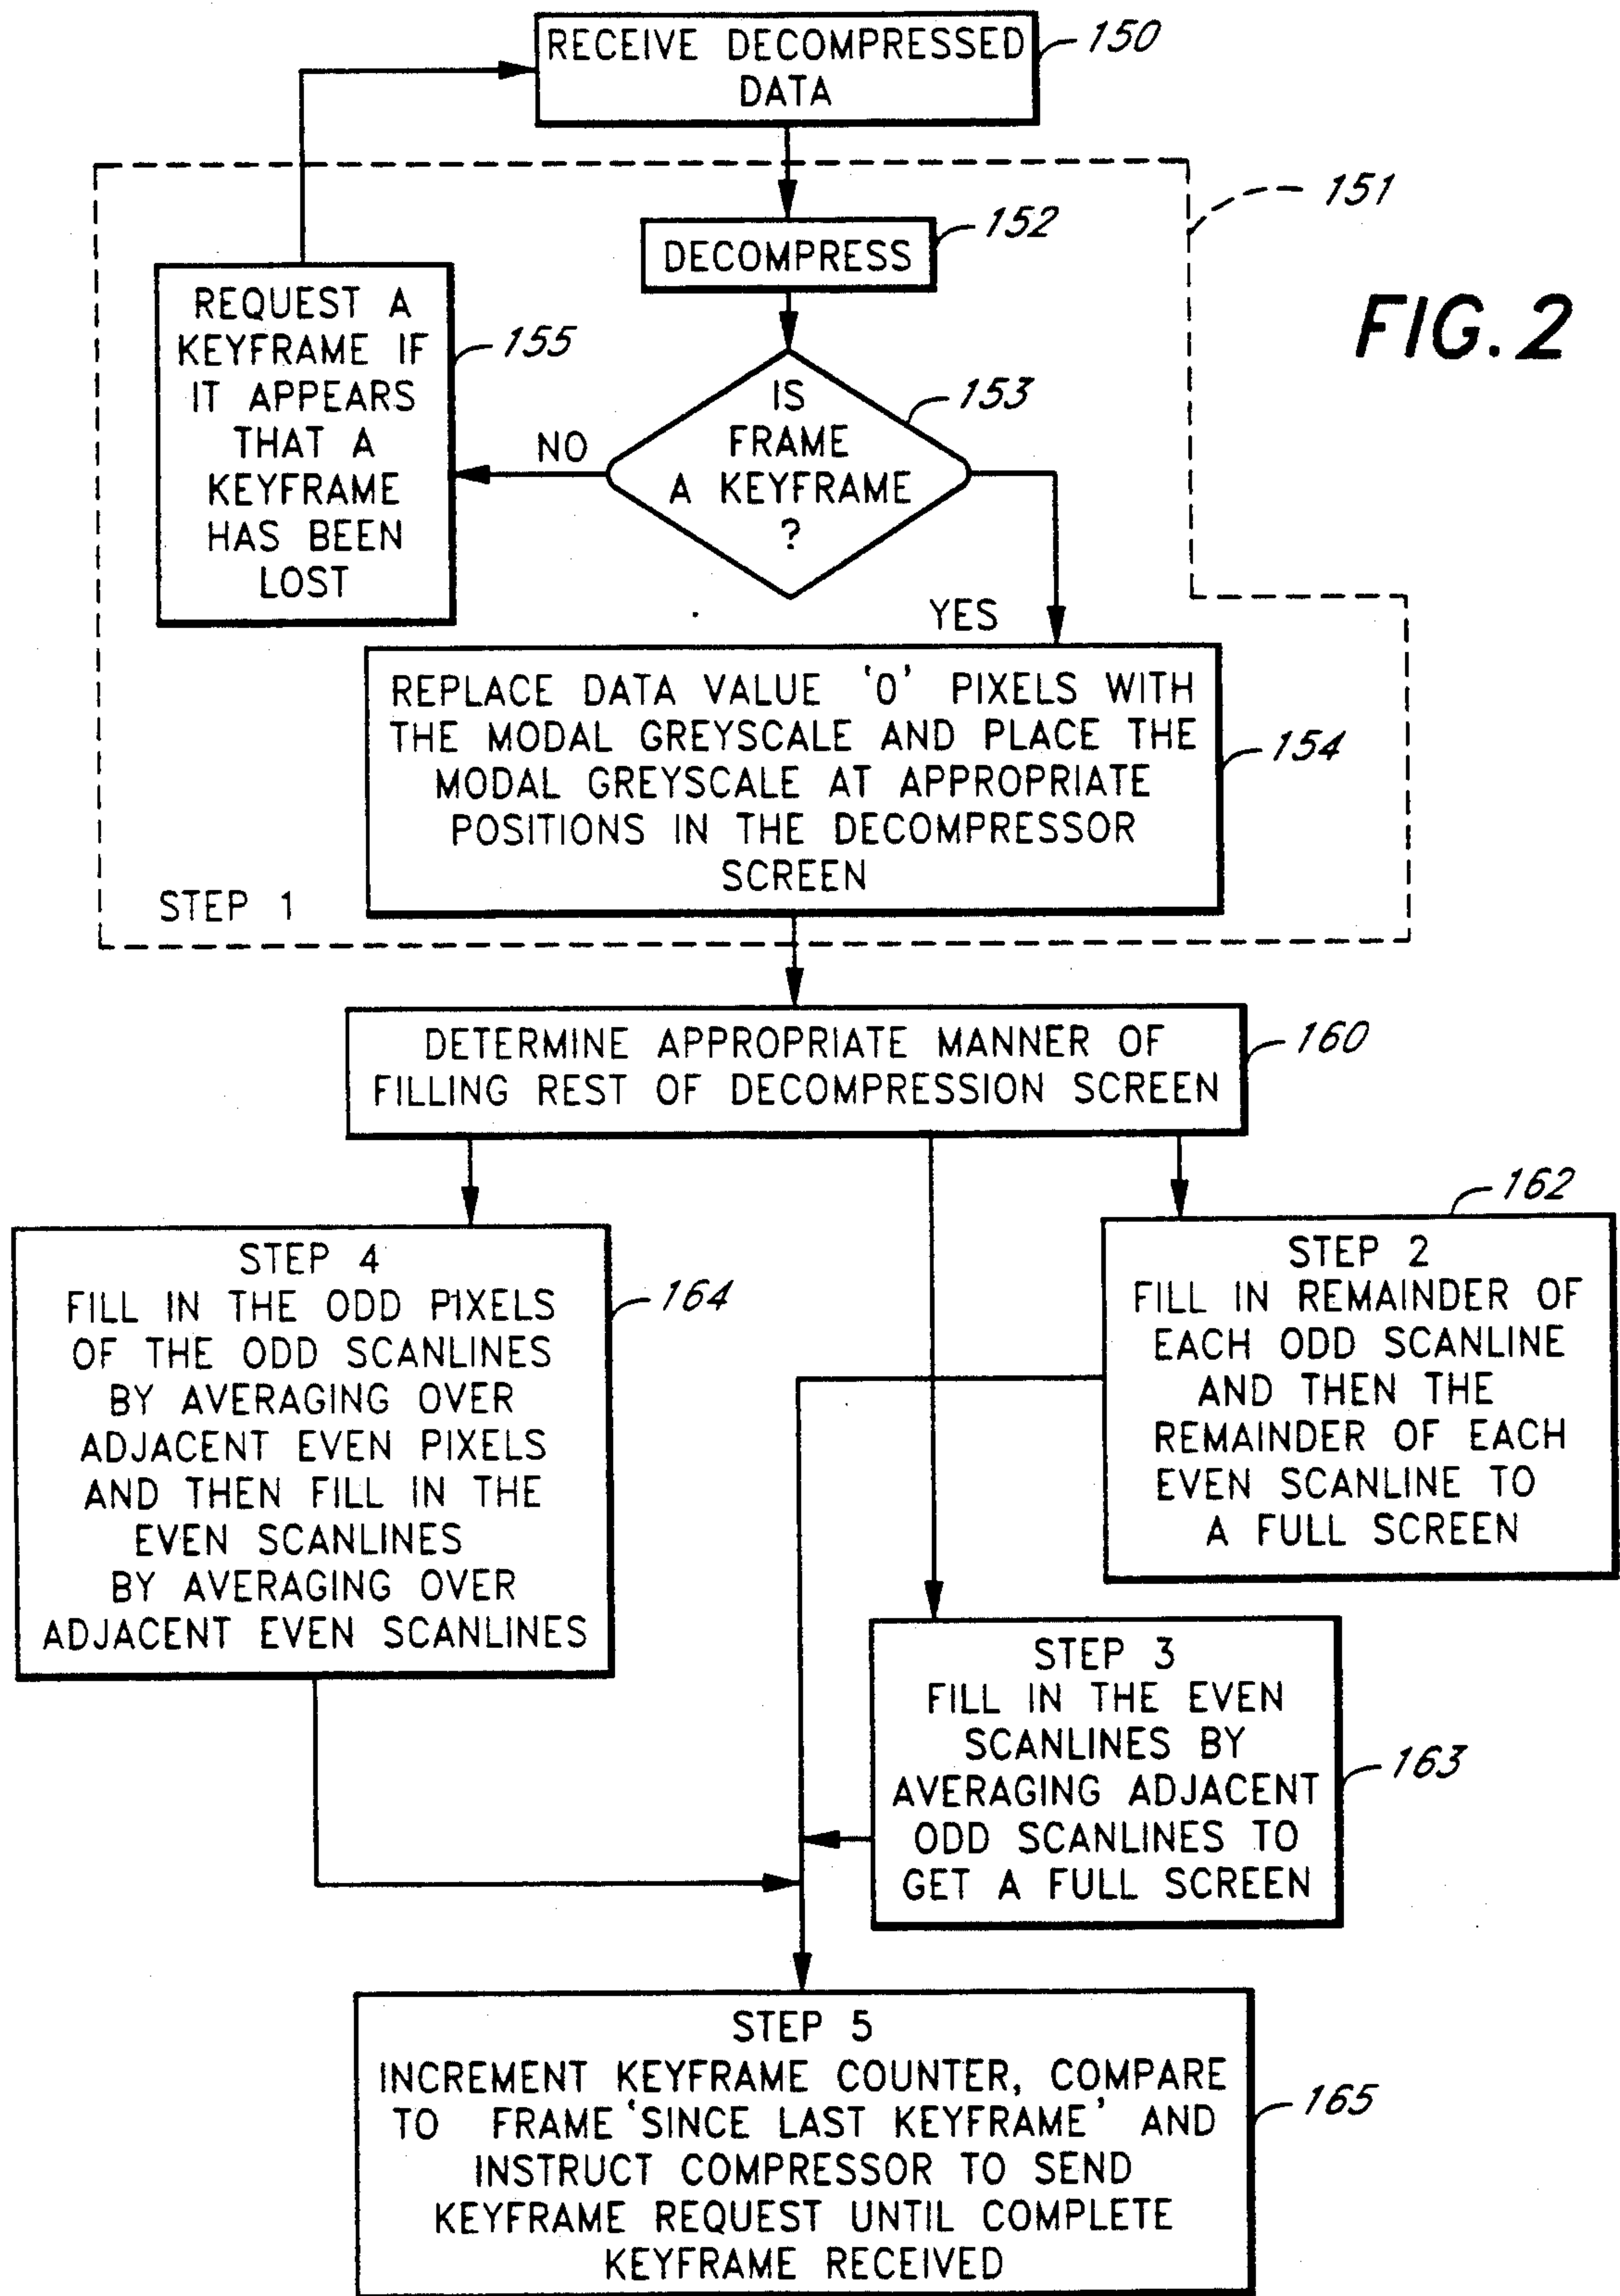 RECEIVE DECOMPRESSED
DATA
150
151
DECOMPRESS
152
FIG. 2
REQUEST A
KEYFRAME IF
IT APPEARS
THAT A
KEYFRAME
HAS BEEN
LOST
155
IS
FRAME
A KEYFRAME
?
153
NO
YES
REPLACE DATA VALUE '0' PIXELS WITH
THE MODAL GREYSCALE AND PLACE THE
MODAL GREYSCALE AT APPROPRIATE
POSITIONS IN THE DECOMPRESSOR
SCREEN
154
STEP 1
DETERMINE APPROPRIATE MANNER OF
FILLING REST OF DECOMPRESSION SCREEN
160
STEP 4
FILL IN THE ODD PIXELS
OF THE ODD SCANLINES
BY AVERAGING OVER
ADJACENT EVEN PIXELS
AND THEN FILL IN THE
EVEN SCANLINES
BY AVERAGING OVER
ADJACENT EVEN SCANLINES
164
162
STEP 2
FILL IN REMAINDER OF
EACH ODD SCANLINE
AND THEN THE
REMAINDER OF EACH
EVEN SCANLINE TO
A FULL SCREEN
STEP 3
FILL IN THE EVEN
SCANLINES BY
AVERAGING ADJACENT
ODD SCANLINES TO
GET A FULL SCREEN
163
STEP 5
INCREMENT KEYFRAME COUNTER, COMPARE
TO FRAME 'SINCE LAST KEYFRAME' AND
INSTRUCT COMPRESSOR TO SEND
KEYFRAME REQUEST UNTIL COMPLETE
KEYFRAME RECEIVED
165